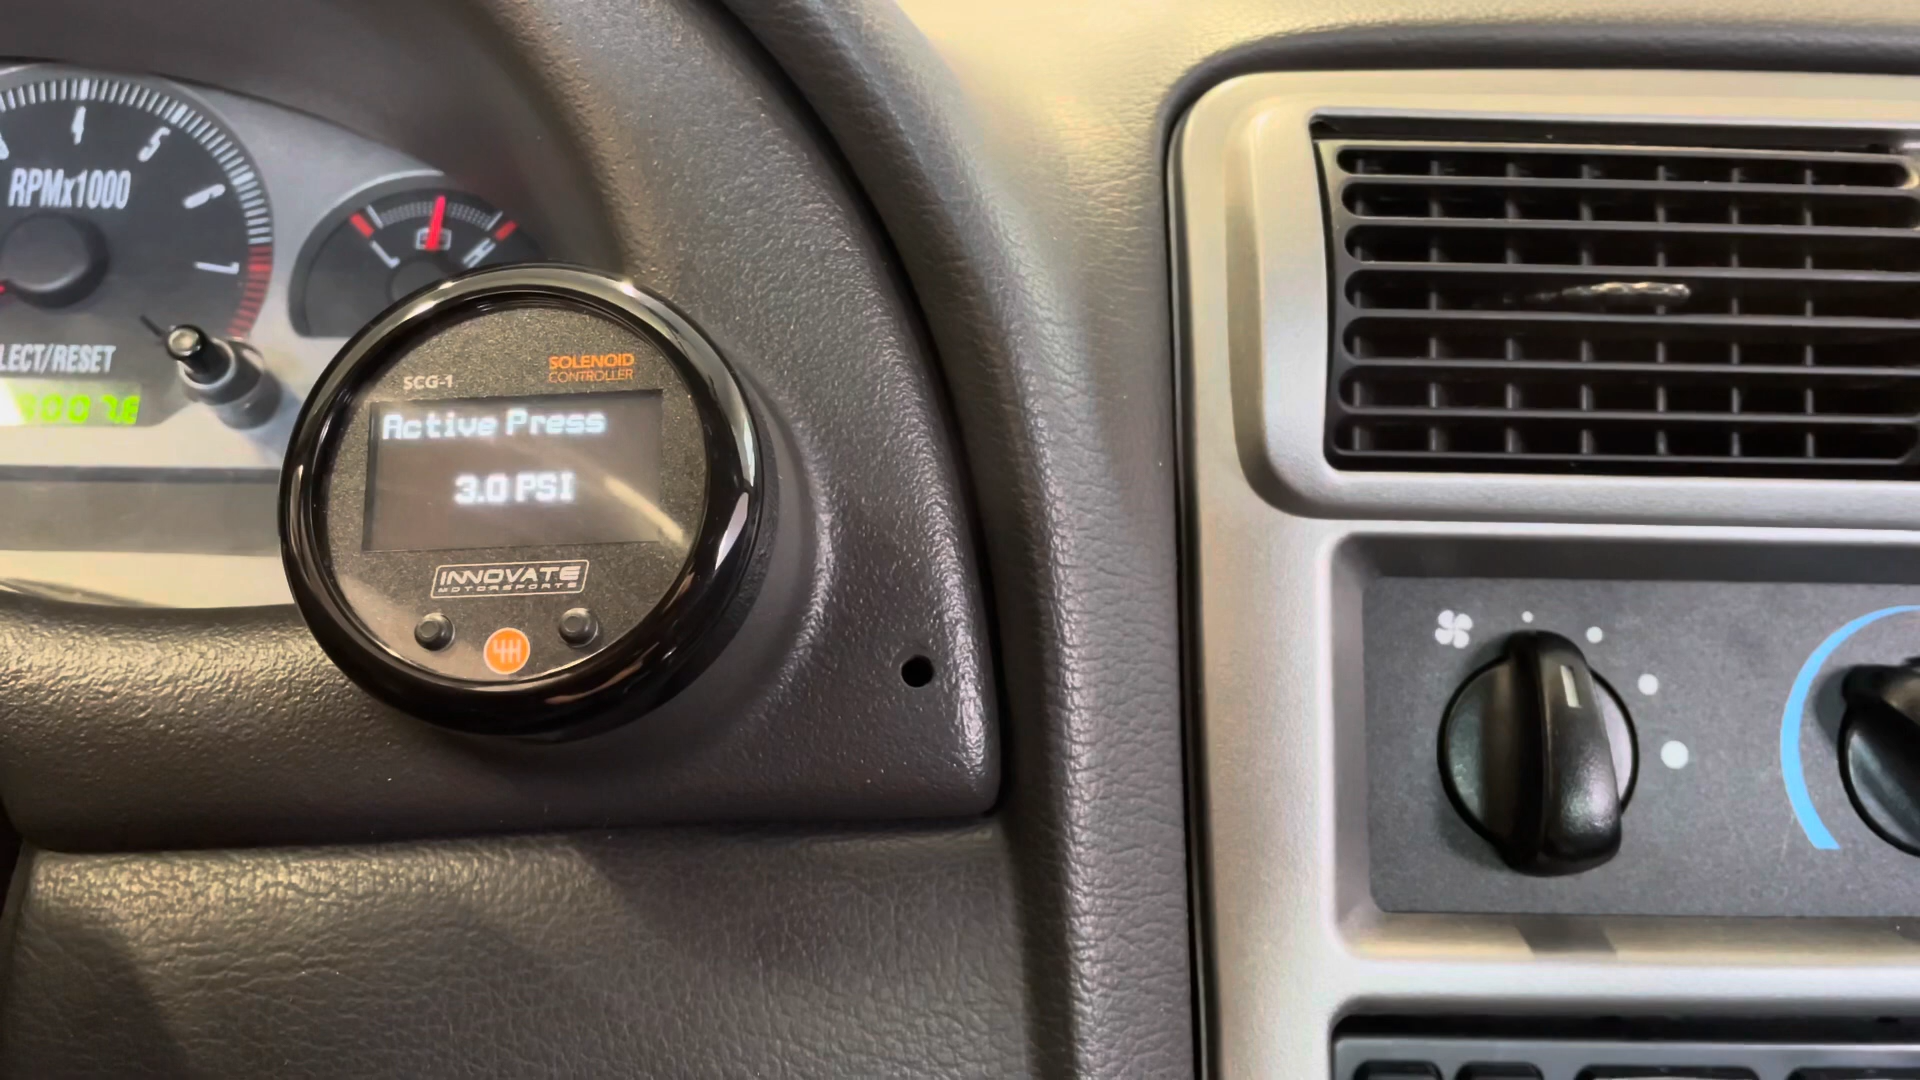 4
5
6
7
RPMx1000
L
H
LECT/RESET
SCG-1
SOLENOID
CONTROLLER
Active Press
3.0 PSI
INNOVATE
MOTORSPORTS